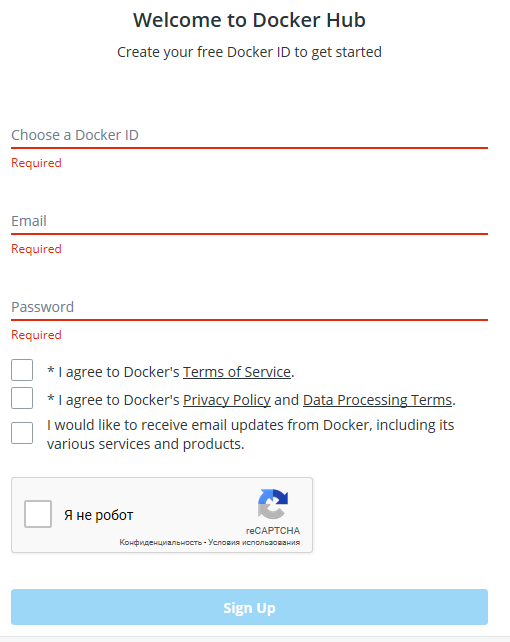 Welcome to Docker Hub
Create your free Docker ID to get started
Choose a Docker ID
Required
Email
Required
Password
Required
* I agree to Docker's Terms of Service.
* I agree to Docker's Privacy Policy and Data Processing Terms.
I would like to receive email updates from Docker, including its
various services and products.
Я не робот
reCAPTCHA
Конфиденциальность - Условия использования
Sign Up